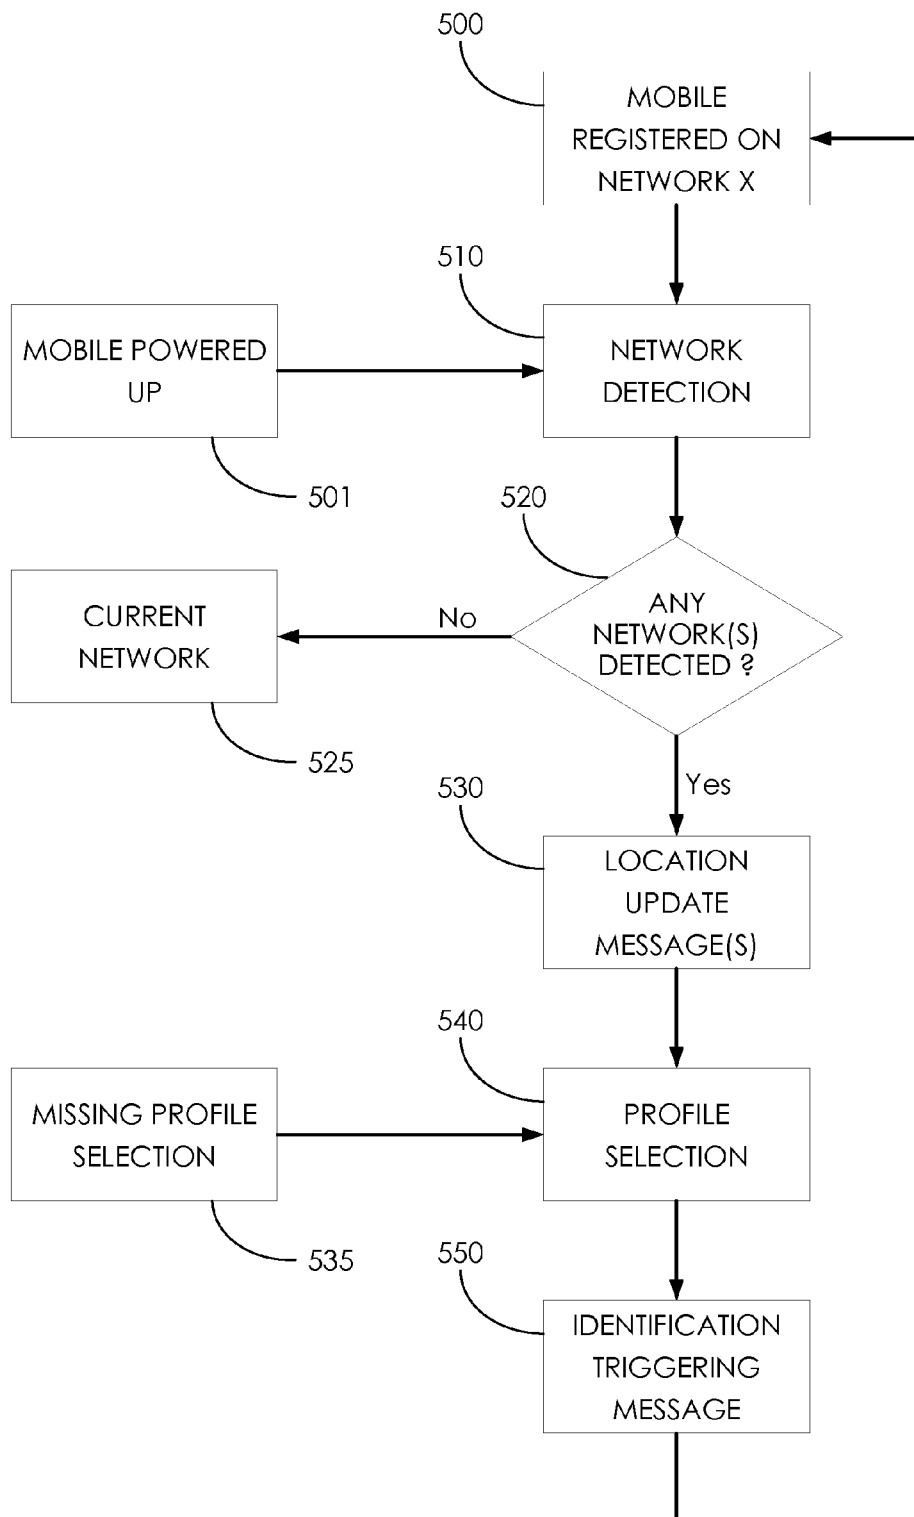 500
MOBILE
REGISTERED ON
NETWORK X
510
MOBILE POWERED
UP
NETWORK
DETECTION
501
520
CURRENT
NETWORK
No
ANY
NETWORK(S)
DETECTED ?
525
530
Yes
LOCATION
UPDATE
MESSAGE(S)
540
MISSING PROFILE
SELECTION
PROFILE
SELECTION
535
550
IDENTIFICATION
TRIGGERING
MESSAGE